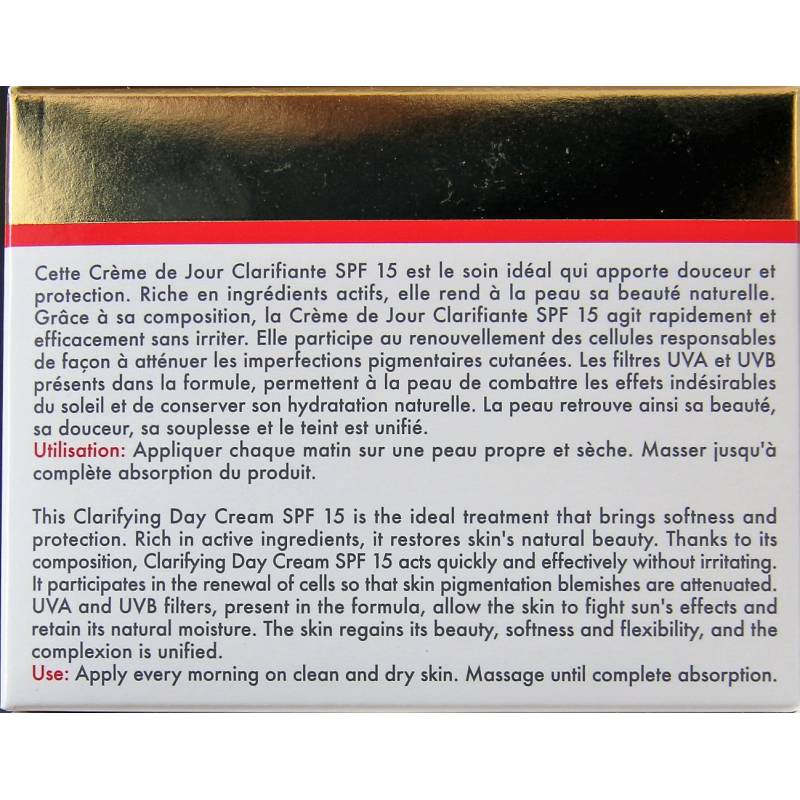 Cette Crème de Jour Clarifiante SPF 15 est le soin idéal qui apporte douceur et
protection. Riche en ingrédients actifs, elle rend à la peau sa beauté naturelle.
Grâce à sa composition, la Crème de Jour Clarifiante SPF 15 agit rapidement et
efficacement sans irriter. Elle participe au renouvellement des cellules responsables
de façon à atténuer les imperfections pigmentaires cutanées. Les filtres UVA et UVB
présents dans la formule, permettent à la peau de combattre les effets indésirables
du soleil et de conserver son hydratation naturelle. La peau retrouve ainsi sa beauté,
sa douceur, sa souplesse et le teint est unifié.
Utilisation: Appliquer chaque matin sur une peau propre et sèche. Masser jusqu'à
complète absorption du produit.
This Clarifying Day Cream SPF 15 is the ideal treatment that brings softness and
protection. Rich in active ingredients, it restores skin's natural beauty. Thanks to its
composition, Clarifying Day Cream SPF 15 acts quickly and effectively without irritating.
It participates in the renewal of cells so that skin pigmentation blemishes are attenuated.
UVA and UVB filters, present in the formula, allow the skin to fight sun's effects and
retain its natural moisture. The skin regains its beauty, softness and flexibility, and the
complexion is unified.
Use: Apply every morning on clean and dry skin. Massage until complete absorption.